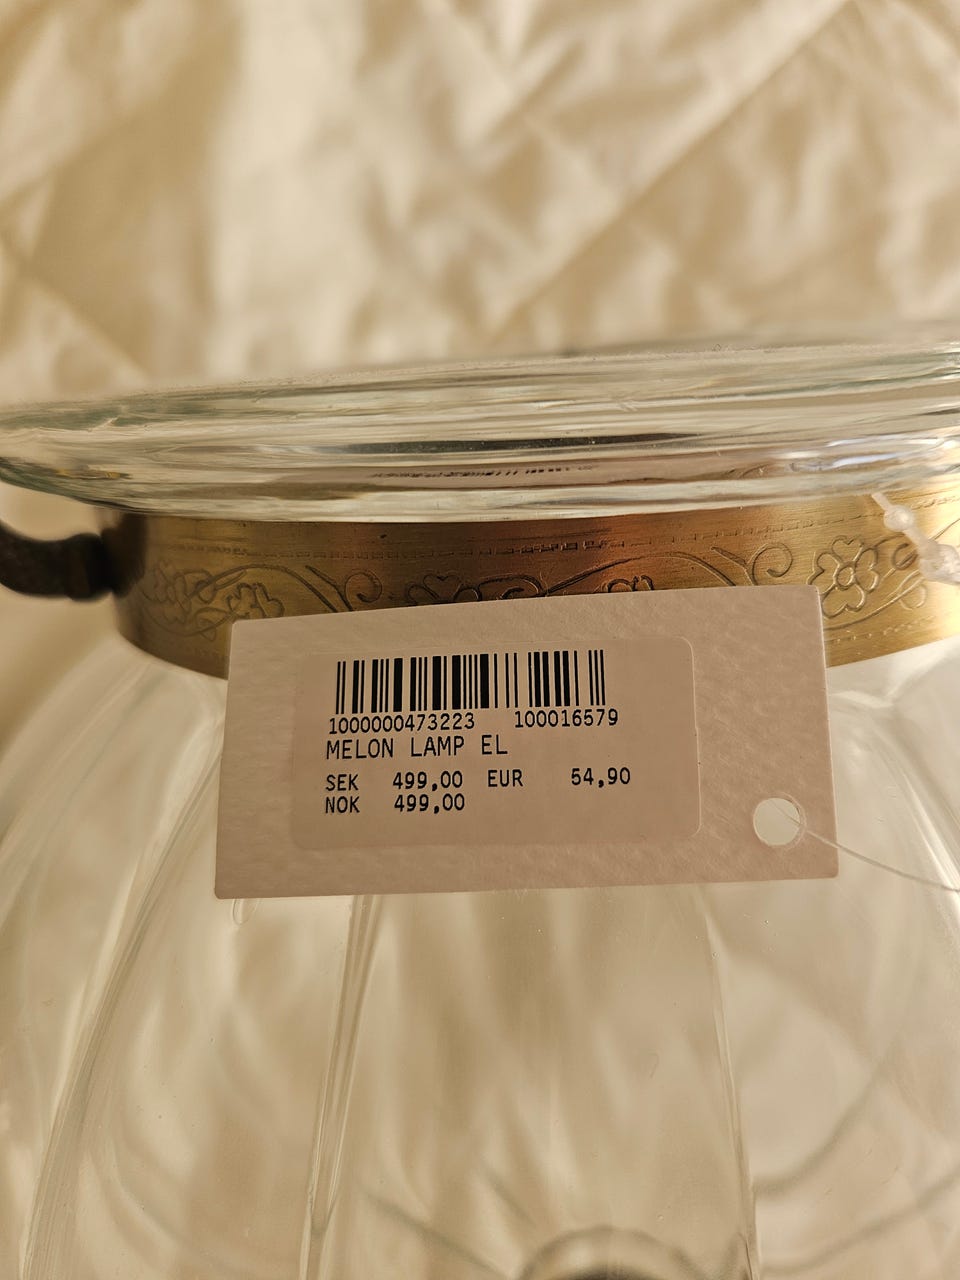 1000000473223 100016579
MELON LAMP EL
SEK 499,00 EUR 54,90
NOK 499,00